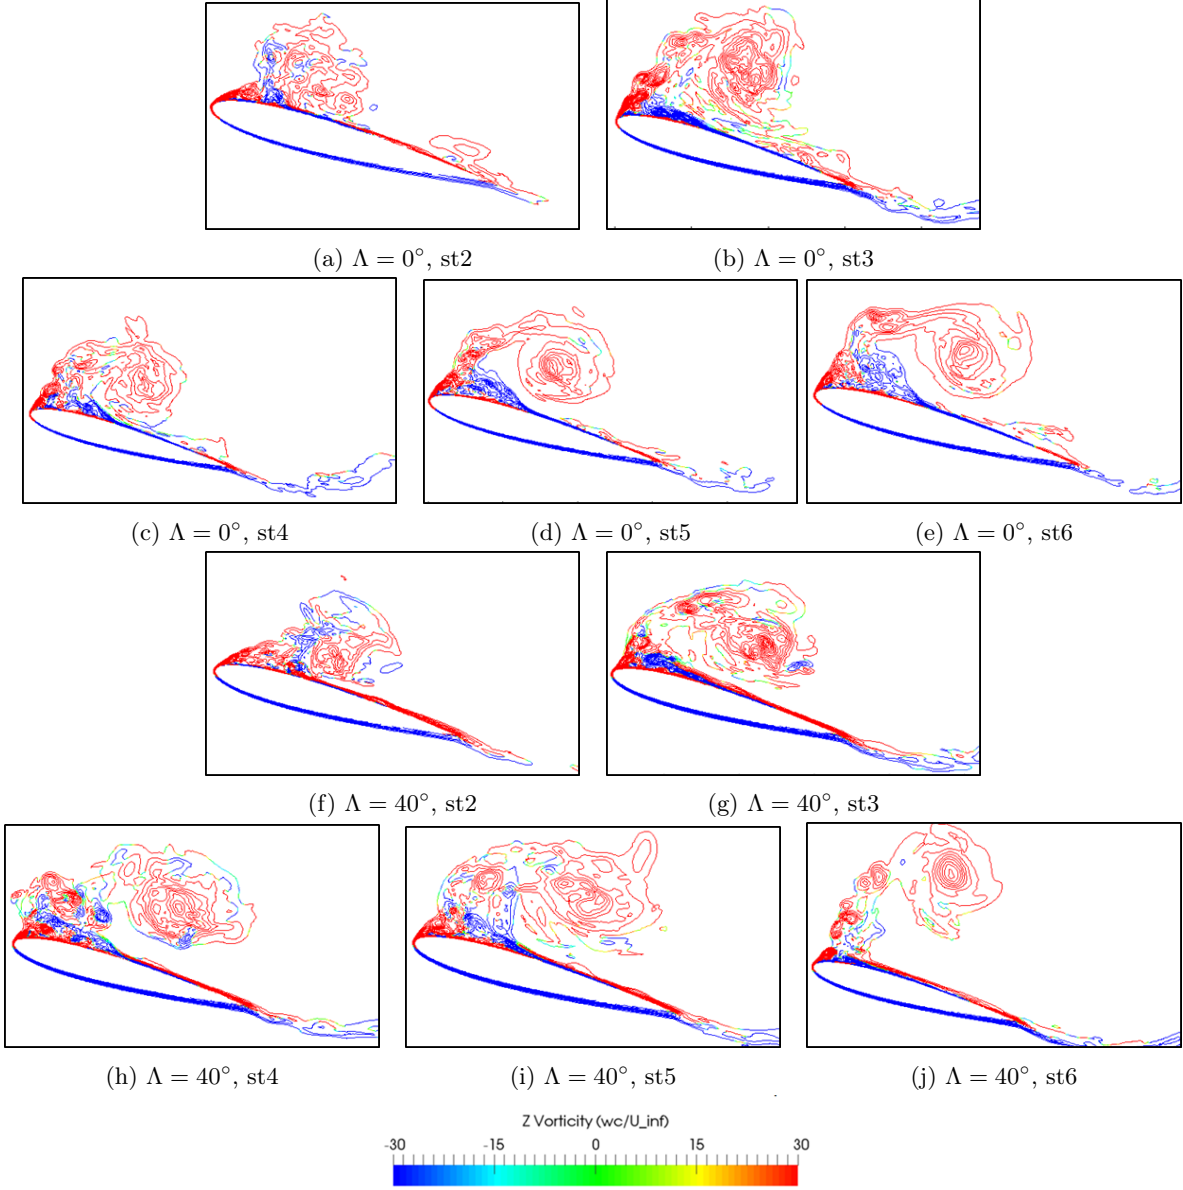 (a) Λ = 0°, st2
(b) Λ = 0°, st3
(c) Λ = 0°, st4
(d) Λ = 0°, st5
(e) Λ = 0°, st6
(f) Λ = 40°, st2
(g) Λ = 40°, st3
(h) Λ = 40°, st4
(i) Λ = 40°, st5
(j) Λ = 40°, st6
Z Vorticity (wc/U_inf)
-30 -15 0 15 30